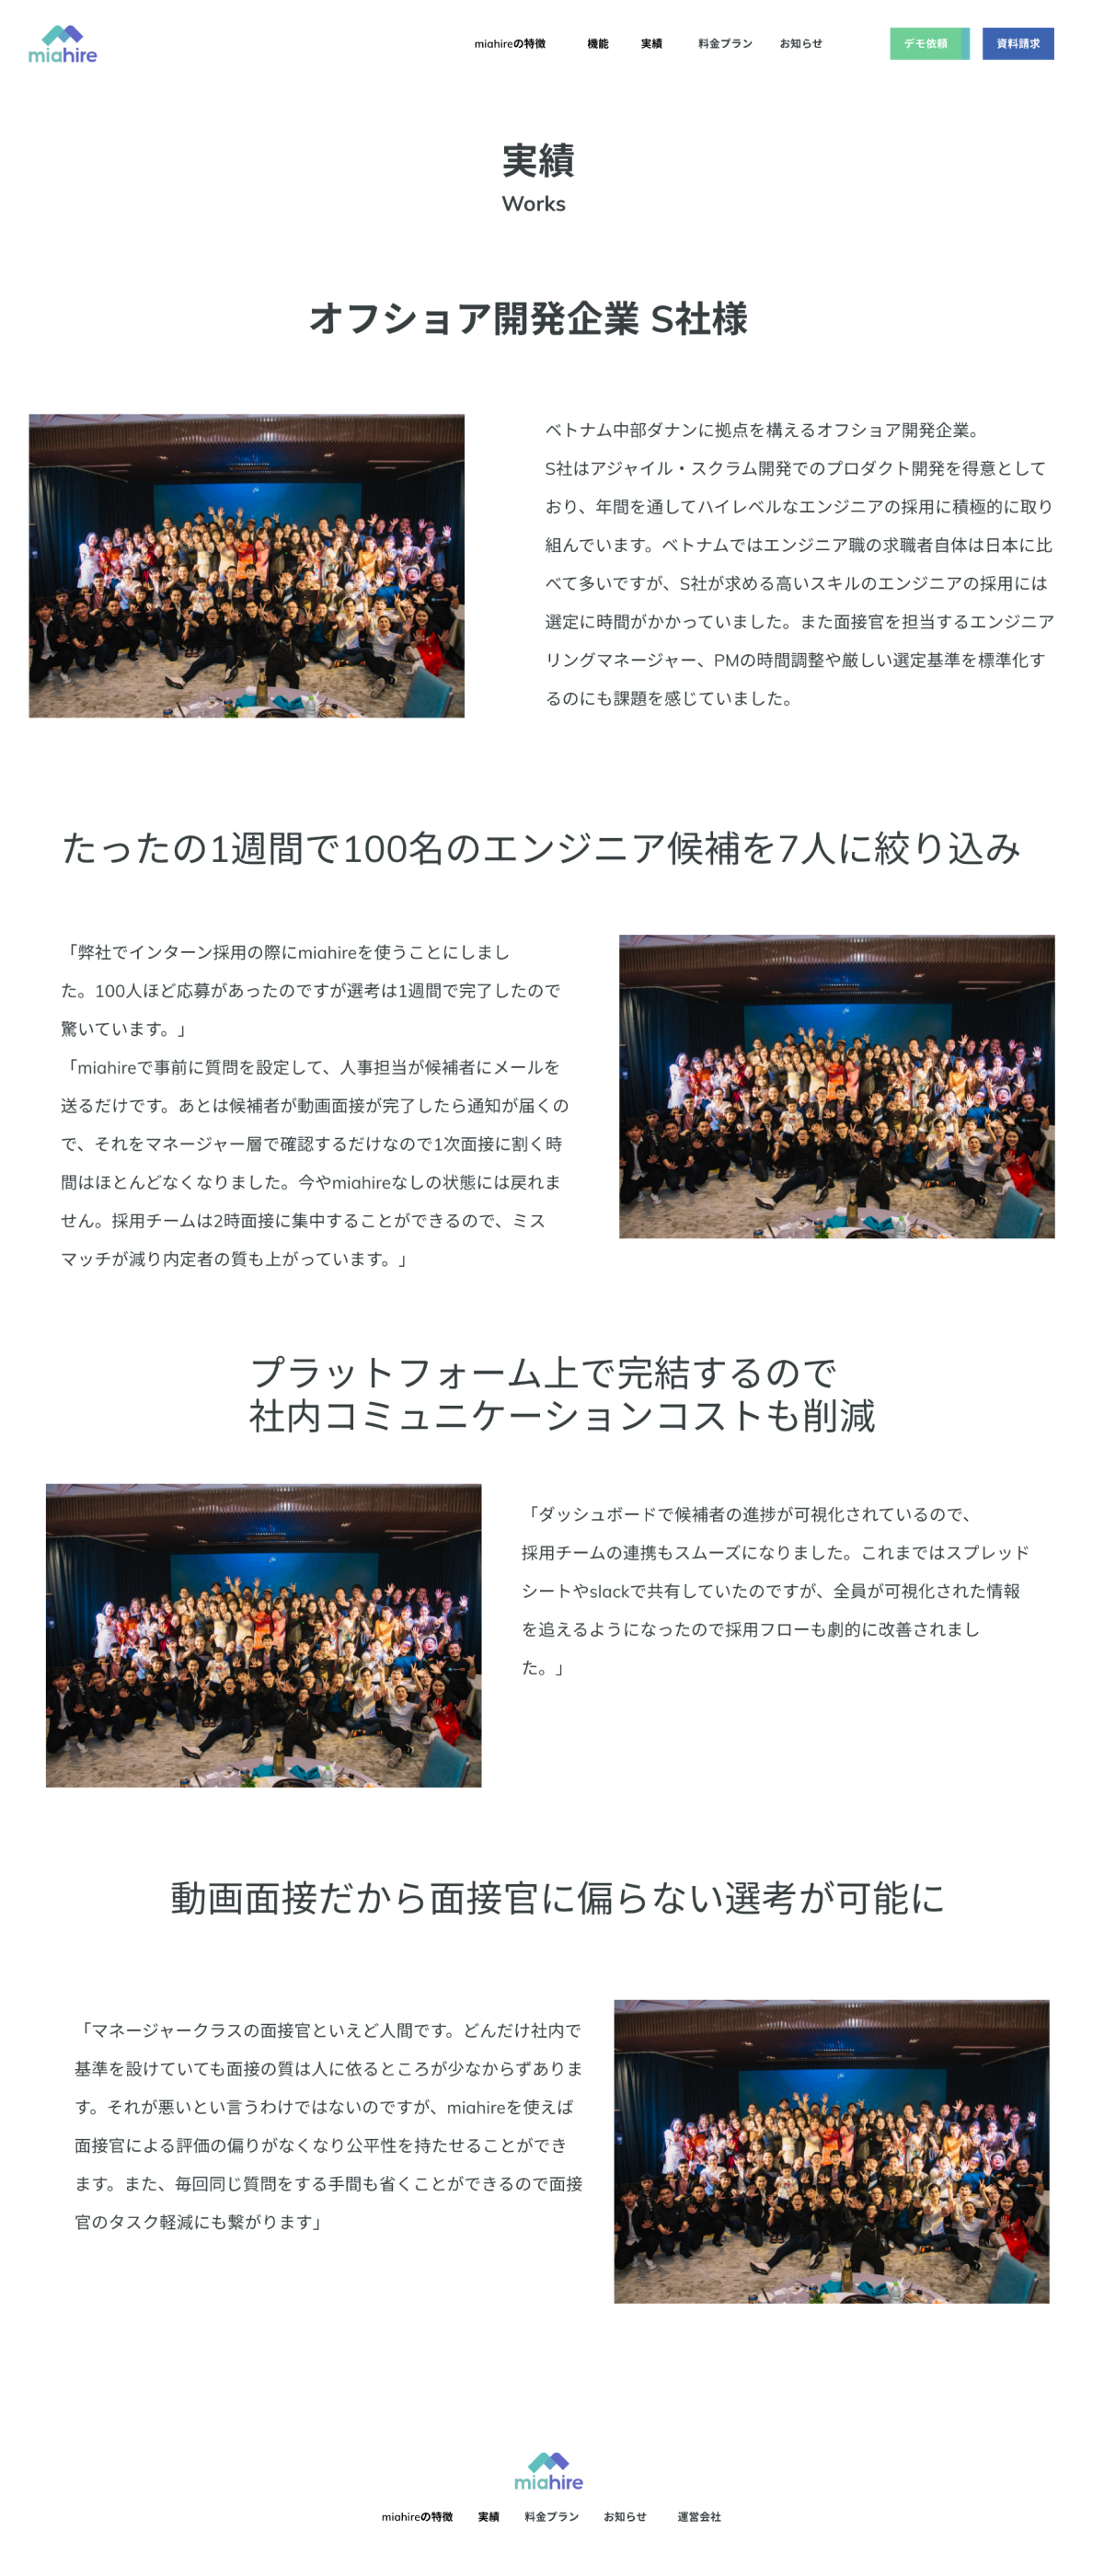 miahire
miahireの特徴 機能 実績 料金プラン お知らせ デモ依頼 資料請求
実績
Works
オフショア開発企業 S社様
ベトナム中部ダナンに拠点を構えるオフショア開発企業。
S社はアジャイル・スクラム開発でのプロダクト開発を得意として
おり、年間を通してハイレベルなエンジニアの採用に積極的に取り
組んでいます。ベトナムではエンジニア職の求職者自体は日本に比
べて多いですが、S社が求める高いスキルのエンジニアの採用には
選定に時間がかかっていました。また面接官を担当するエンジニア
リングマネージャー、PMの時間調整や厳しい選定基準を標準化す
るのにも課題を感じていました。
たったの1週間で100名のエンジニア候補を7人に絞り込み
「弊社でインターン採用の際にmiahireを使うことにしまし
た。100人ほど応募があったのですが選考は1週間で完了したので
驚いています。」
「miahireで事前に質問を設定して、人事担当が候補者にメールを
送るだけです。あとは候補者が動画面接が完了したら通知が届くの
で、それをマネージャー層で確認するだけなので1次面接に割く時
間はほとんどなくなりました。今やmiahireなしの状態には戻れま
せん。採用チームは2時面接に集中することができるので、ミス
マッチが減り内定者の質も上がっています。」
プラットフォーム上で完結するので
社内コミュニケーションコストも削減
「ダッシュボードで候補者の進捗が可視化されているので、
採用チームの連携もスムーズになりました。これまではスプレッド
シートやslackで共有していたのですが、全員が可視化された情報
を追えるようになったので採用フローも劇的に改善されまし
た。」
動画面接だから面接官に偏らない選考が可能に
「マネージャークラスの面接官といえど人間です。どんだけ社内で
基準を設けていても面接の質は人に依るところが少なからずありま
す。それが悪いとい言うわけではないのですが、miahireを使えば
面接官による評価の偏りがなくなり公平性を持たせることができ
ます。また、毎回同じ質問をする手間も省くことができるので面接
官のタスク軽減にも繋がります」
miahire
miahireの特徴 実績 料金プラン お知らせ 運営会社